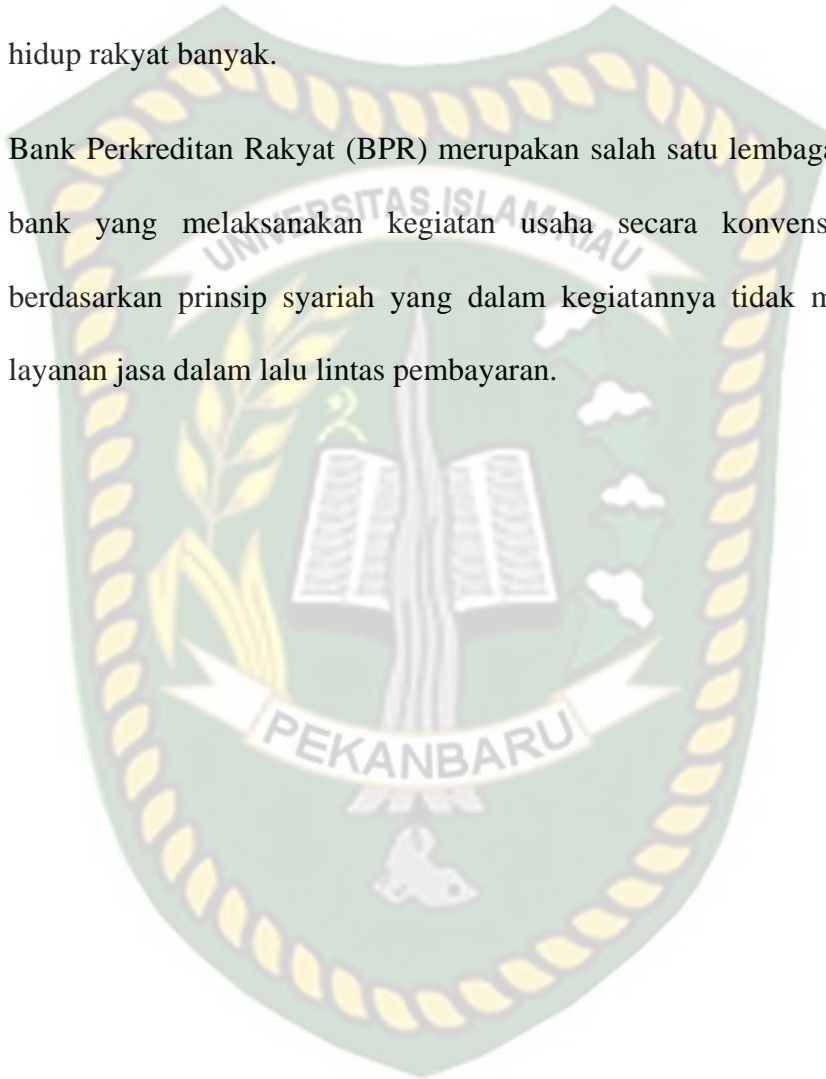 hidup rakyat banyak.
Bank Perkreditan Rakyat (BPR) merupakan salah satu lembaga
bank yang melaksanakan kegiatan usaha secara konvens
UNIVERSITAS ISLAM RIAU
berdasarkan prinsip syariah yang dalam kegiatannya tidak m
layanan jasa dalam lalu lintas pembayaran.
PEKANBARU